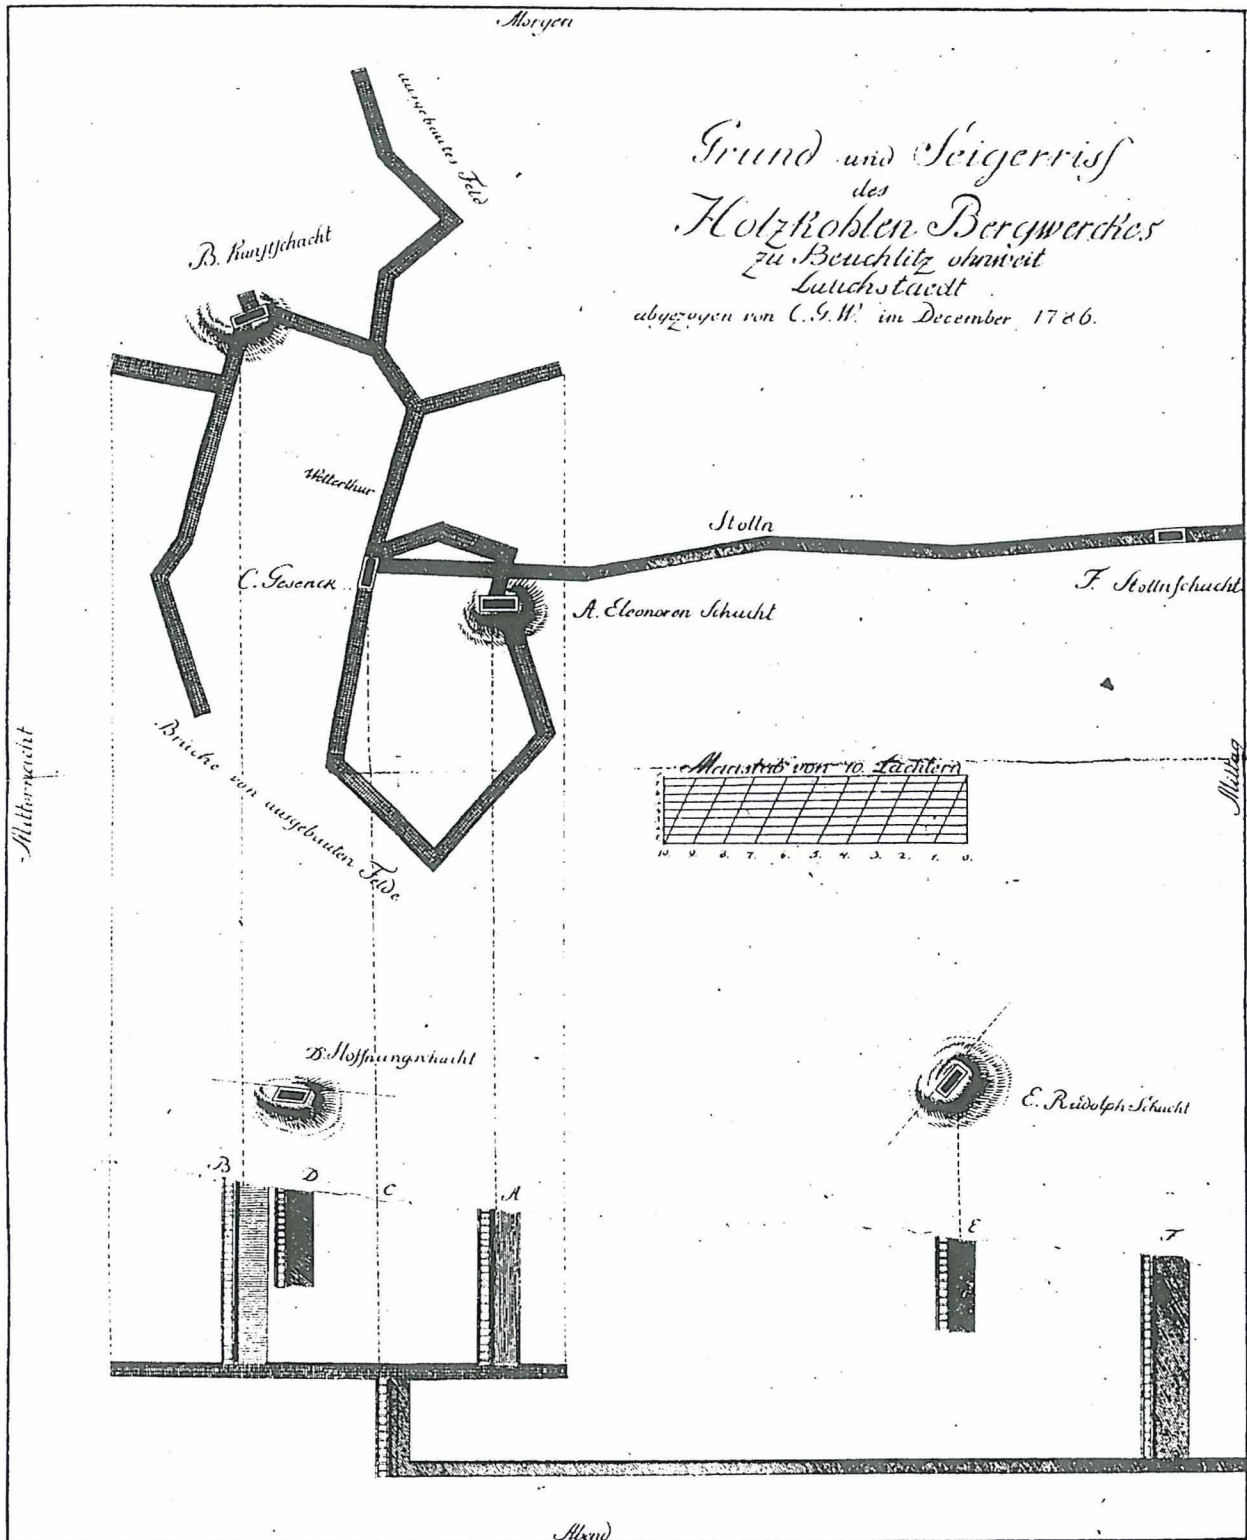 Morgen
ausgebautes Feld
Grund und Seigerriss
des
Holzkohlen Bergwerckes
zu Beuchlitz ohnweit
Lauchstaedt
abgezogen von C.G.W. im December 1786.
B. Kunstschacht
Wetterthur
Stolln
C. Gesenck
A. Eleonoren Schacht
F. Stollnschacht
Mitternacht
Mittag
Brüche von ausgebauten Felde
Maasstab von 10. Lachtern
10. 9. 8. 7. 6. 5. 4. 3. 2. 1. 0.
D. Hoffnungschacht
E. Rudolph Schacht
B
D
C
A
E
F
Abend